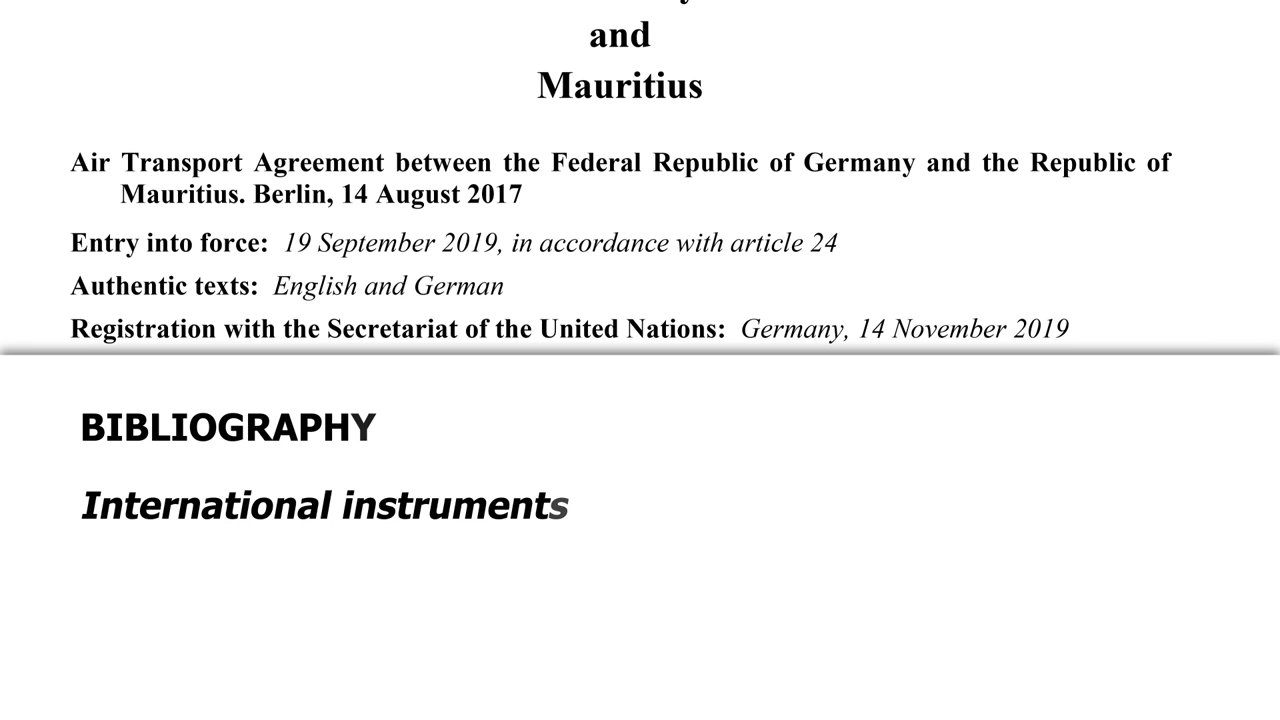 and
Mauritius
Air Transport Agreement between the Federal Republic of Germany and the Republic of
Mauritius. Berlin, 14 August 2017
Entry into force: 19 September 2019, in accordance with article 24
Authentic texts: English and German
Registration with the Secretariat of the United Nations: Germany, 14 November 2019
BIBLIOGRAPHY
International instruments